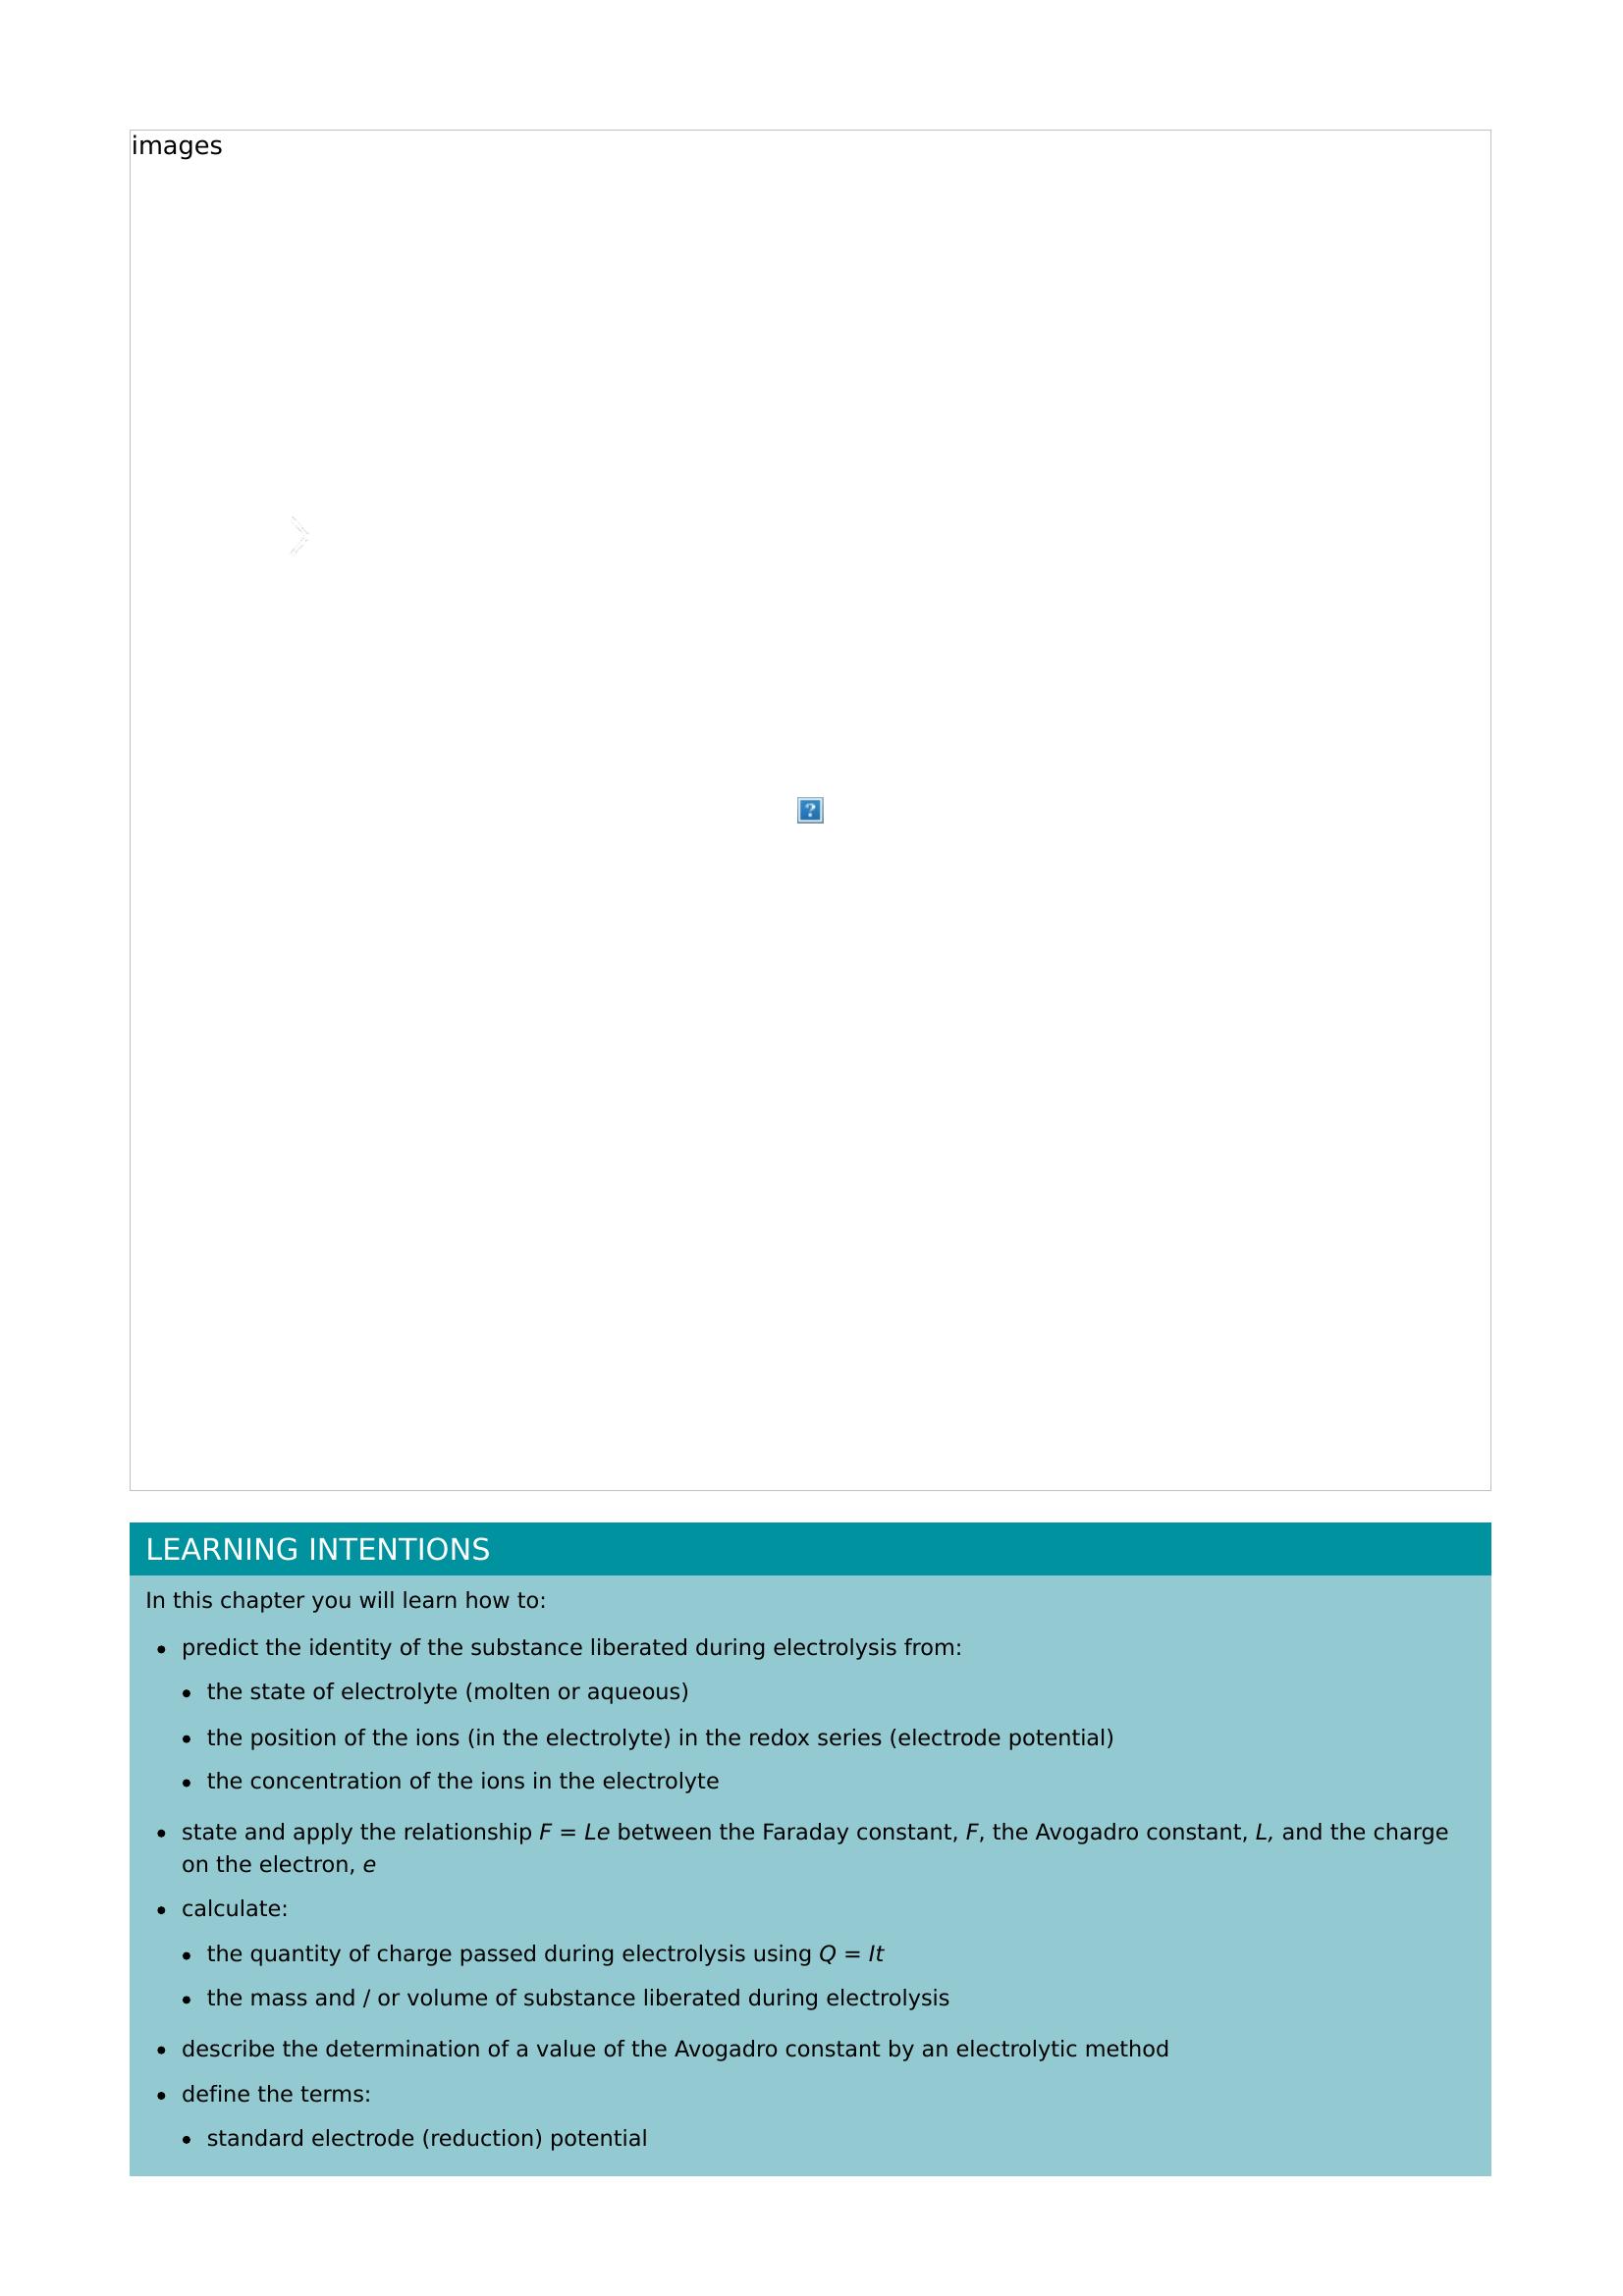 images
?
LEARNING INTENTIONS
In this chapter you will learn how to:
• predict the identity of the substance liberated during electrolysis from:
• the state of electrolyte (molten or aqueous)
• the position of the ions (in the electrolyte) in the redox series (electrode potential)
• the concentration of the ions in the electrolyte
• state and apply the relationship F = Le between the Faraday constant, F, the Avogadro constant, L, and the charge
on the electron, e
• calculate:
• the quantity of charge passed during electrolysis using Q = It
• the mass and / or volume of substance liberated during electrolysis
• describe the determination of a value of the Avogadro constant by an electrolytic method
• define the terms:
• standard electrode (reduction) potential